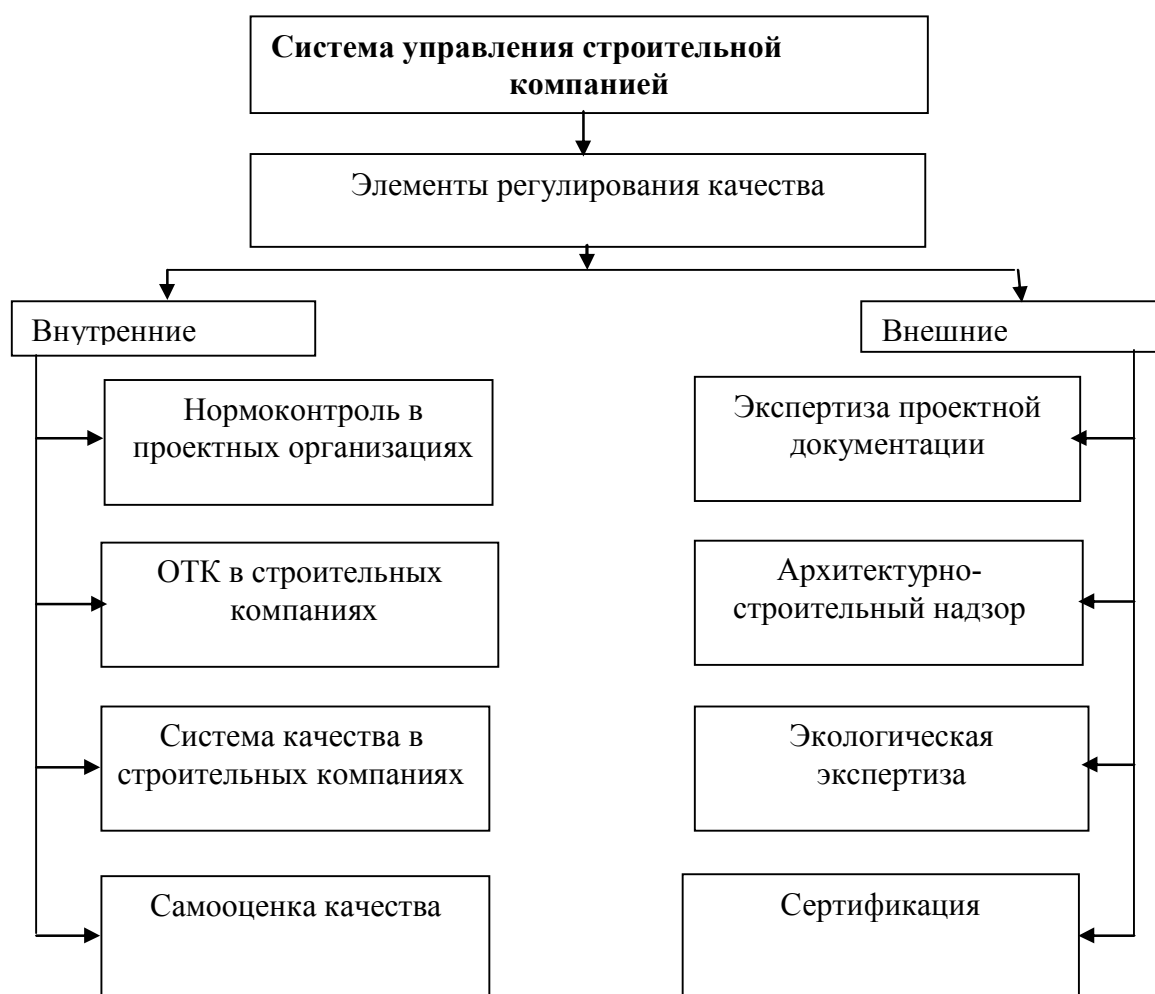 Система управления строительной
компанией
Элементы регулирования качества
Внутренние
Внешние
Нормоконтроль в
проектных организациях
Экспертиза проектной
документации
ОТК в строительных
компаниях
Архитектурно-
строительный надзор
Система качества в
строительных компаниях
Экологическая
экспертиза
Самооценка качества
Сертификация